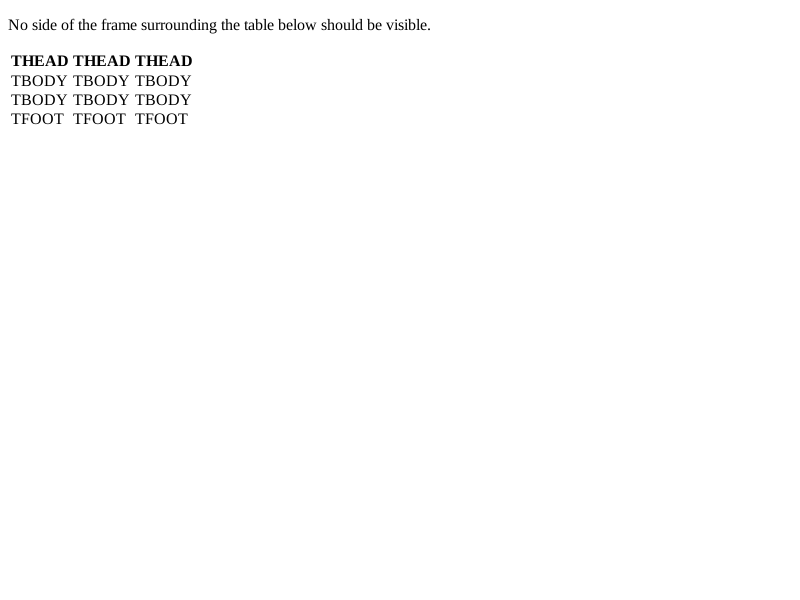 No side of the frame surrounding the table below should be visible.
THEAD THEAD THEAD
TBODY TBODY TBODY
TBODY TBODY TBODY
TFOOT TFOOT TFOOT